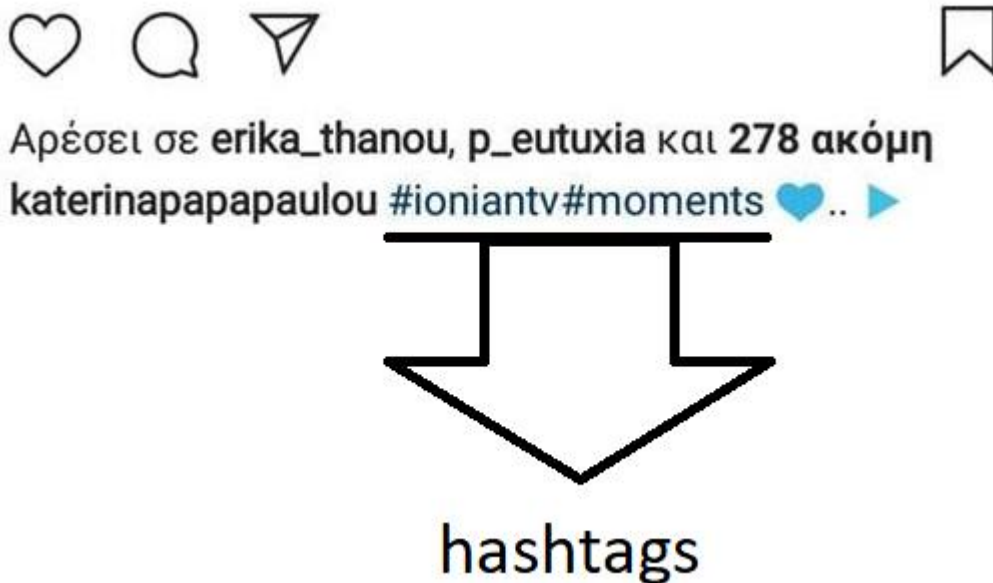 Αρέσει σε erika_thanou, p_eutuxia και 278 ακόμη
katerinapapapaulou #ioniantv#moments 💙.. ▶
hashtags